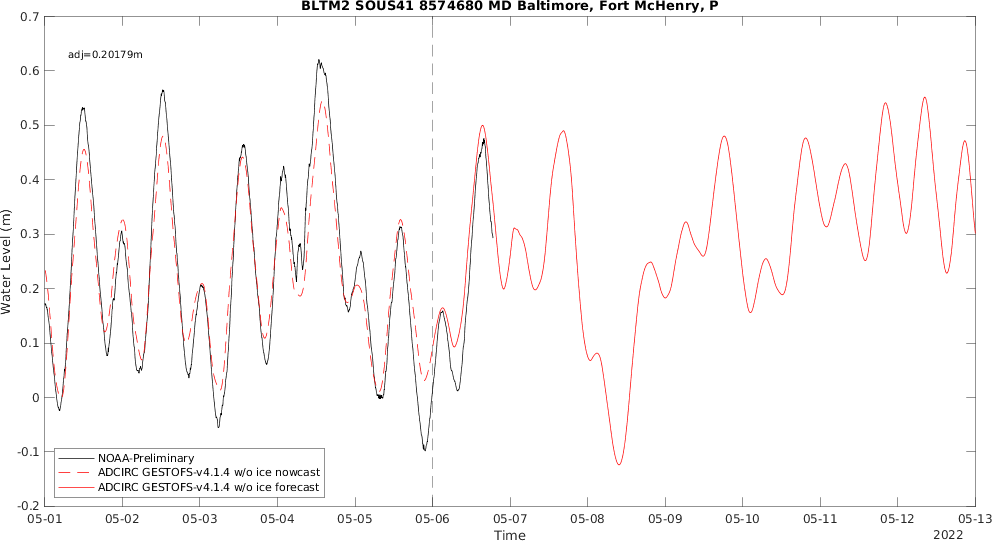 BLTM2 SOUS41 8574680 MD Baltimore, Fort McHenry, P
adj=0.20179m
0.7
0.6
0.5
0.4
0.3
0.2
0.1
0
-0.1
-0.2
Water Level (m)
NOAA-Preliminary
ADCIRC GESTOFS-v4.1.4 w/o ice nowcast
ADCIRC GESTOFS-v4.1.4 w/o ice forecast
05-01 05-02 05-03 05-04 05-05 05-06 05-07 05-08 05-09 05-10 05-11 05-12 05-13
Time
2022